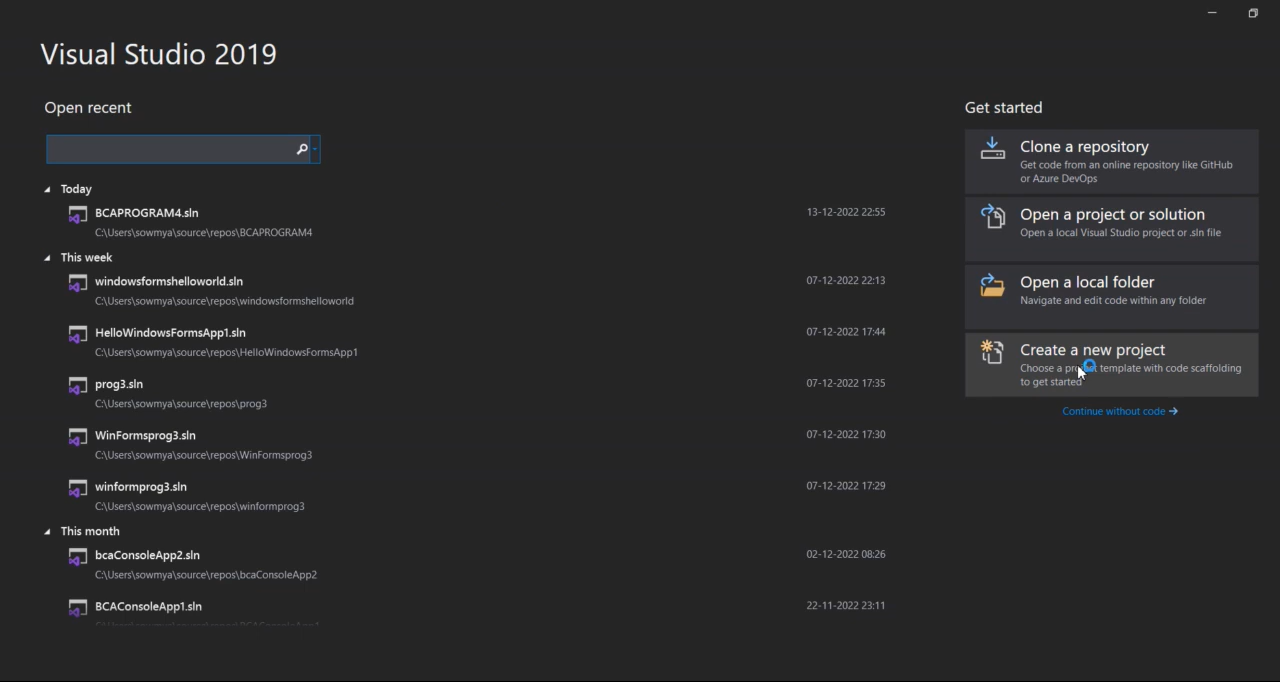 Visual Studio 2019
Open recent
Today
BCAPROGRAM4.sln
13-12-2022 22:55
C:\Users\sowmya\source\repos\BCAPROGRAM4
This week
windowsformshelloworld.sln
07-12-2022 22:13
C:\Users\sowmya\source\repos\windowsformshelloworld
HelloWindowsFormsApp1.sln
07-12-2022 17:44
C:\Users\sowmya\source\repos\HelloWindowsFormsApp1
prog3.sln
07-12-2022 17:35
C:\Users\sowmya\source\repos\prog3
WinFormsprog3.sln
07-12-2022 17:30
C:\Users\sowmya\source\repos\WinFormsprog3
winformprog3.sln
07-12-2022 17:29
C:\Users\sowmya\source\repos\winformprog3
This month
bcaConsoleApp2.sln
02-12-2022 08:26
C:\Users\sowmya\source\repos\bcaConsoleApp2
BCAConsoleApp1.sln
22-11-2022 23:11
Get started
Clone a repository
Get code from an online repository like GitHub
or Azure DevOps
Open a project or solution
Open a local Visual Studio project or .sln file
Open a local folder
Navigate and edit code within any folder
Create a new project
Choose a project template with code scaffolding
to get started
Continue without code →